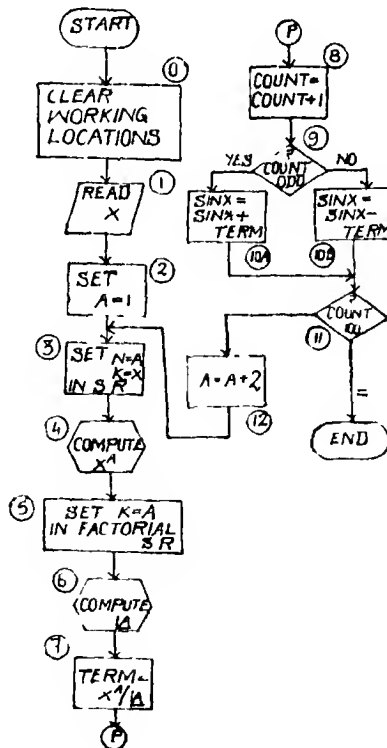 START
0
CLEAR
WORKING
LOCATIONS
1
READ
X
2
SET
A=1
3
SET N=A
K=X
IN SR
4
COMPUTE
X^A
5
SET K=A
IN FACTORIAL
SR
6
COMPUTE
|A
7
TERM=
X^A/|A
P
P
8
COUNT=
COUNT+1
9
YES
COUNT
ODD
NO
SINX=
SINX+
TERM
10A
SINX=
SINX-
TERM
10B
COUNT
11
=
A=A+2
12
END